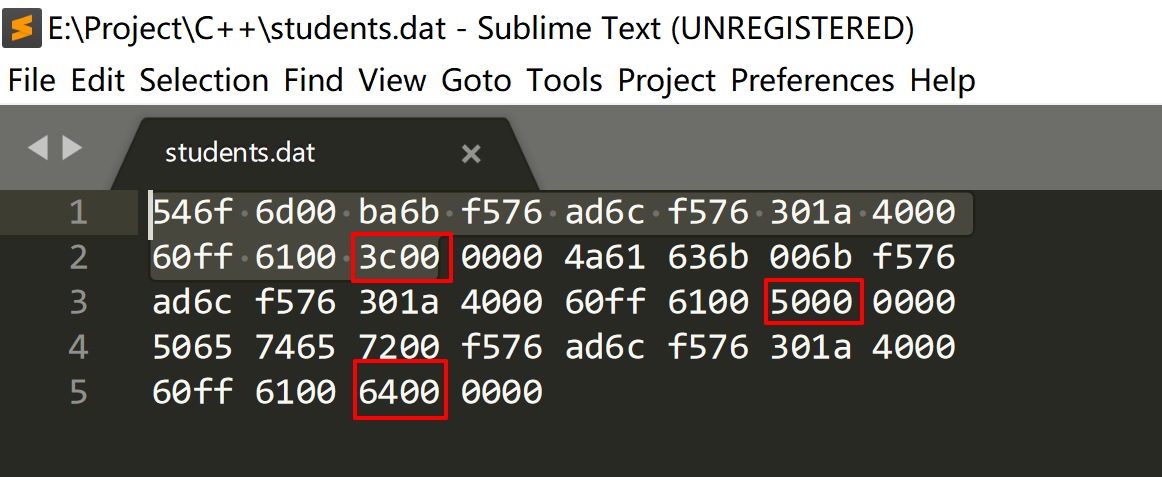 E:\Project\C++\students.dat - Sublime Text (UNREGISTERED)
File Edit Selection Find View Goto Tools Project Preferences Help
students.dat
1 546f 6d00 ba6b f576 ad6c f576 301a 4000
2 60ff 6100 3c00 0000 4a61 636b 006b f576
3 ad6c f576 301a 4000 60ff 6100 5000 0000
4 5065 7465 7200 f576 ad6c f576 301a 4000
5 60ff 6100 6400 0000